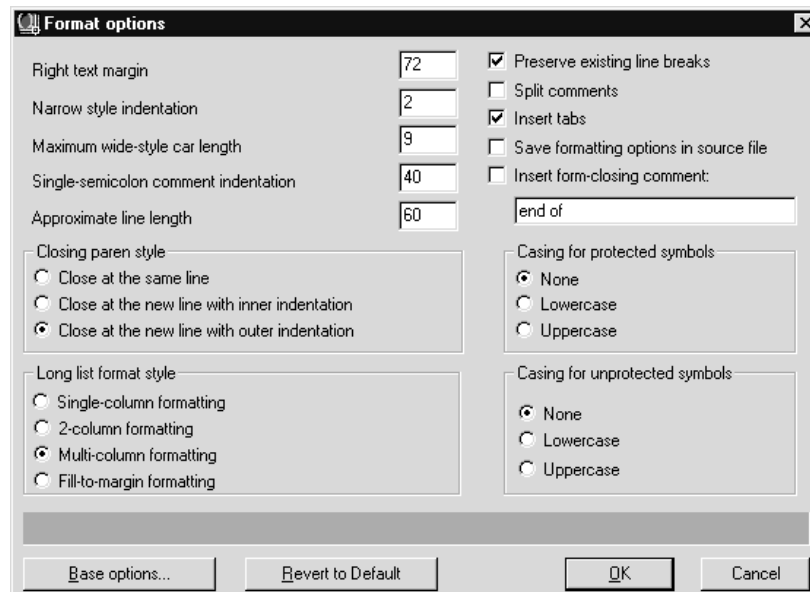 Format options
Right text margin 72
Narrow style indentation 2
Maximum wide-style car length 9
Single-semicolon comment indentation 40
Approximate line length 60
Preserve existing line breaks
Split comments
Insert tabs
Save formatting options in source file
Insert form-closing comment:
end of
Closing paren style
Close at the same line
Close at the new line with inner indentation
Close at the new line with outer indentation
Casing for protected symbols
None
Lowercase
Uppercase
Long list format style
Single-column formatting
2-column formatting
Multi-column formatting
Fill-to-margin formatting
Casing for unprotected symbols
None
Lowercase
Uppercase
Base options...
Revert to Default
OK
Cancel